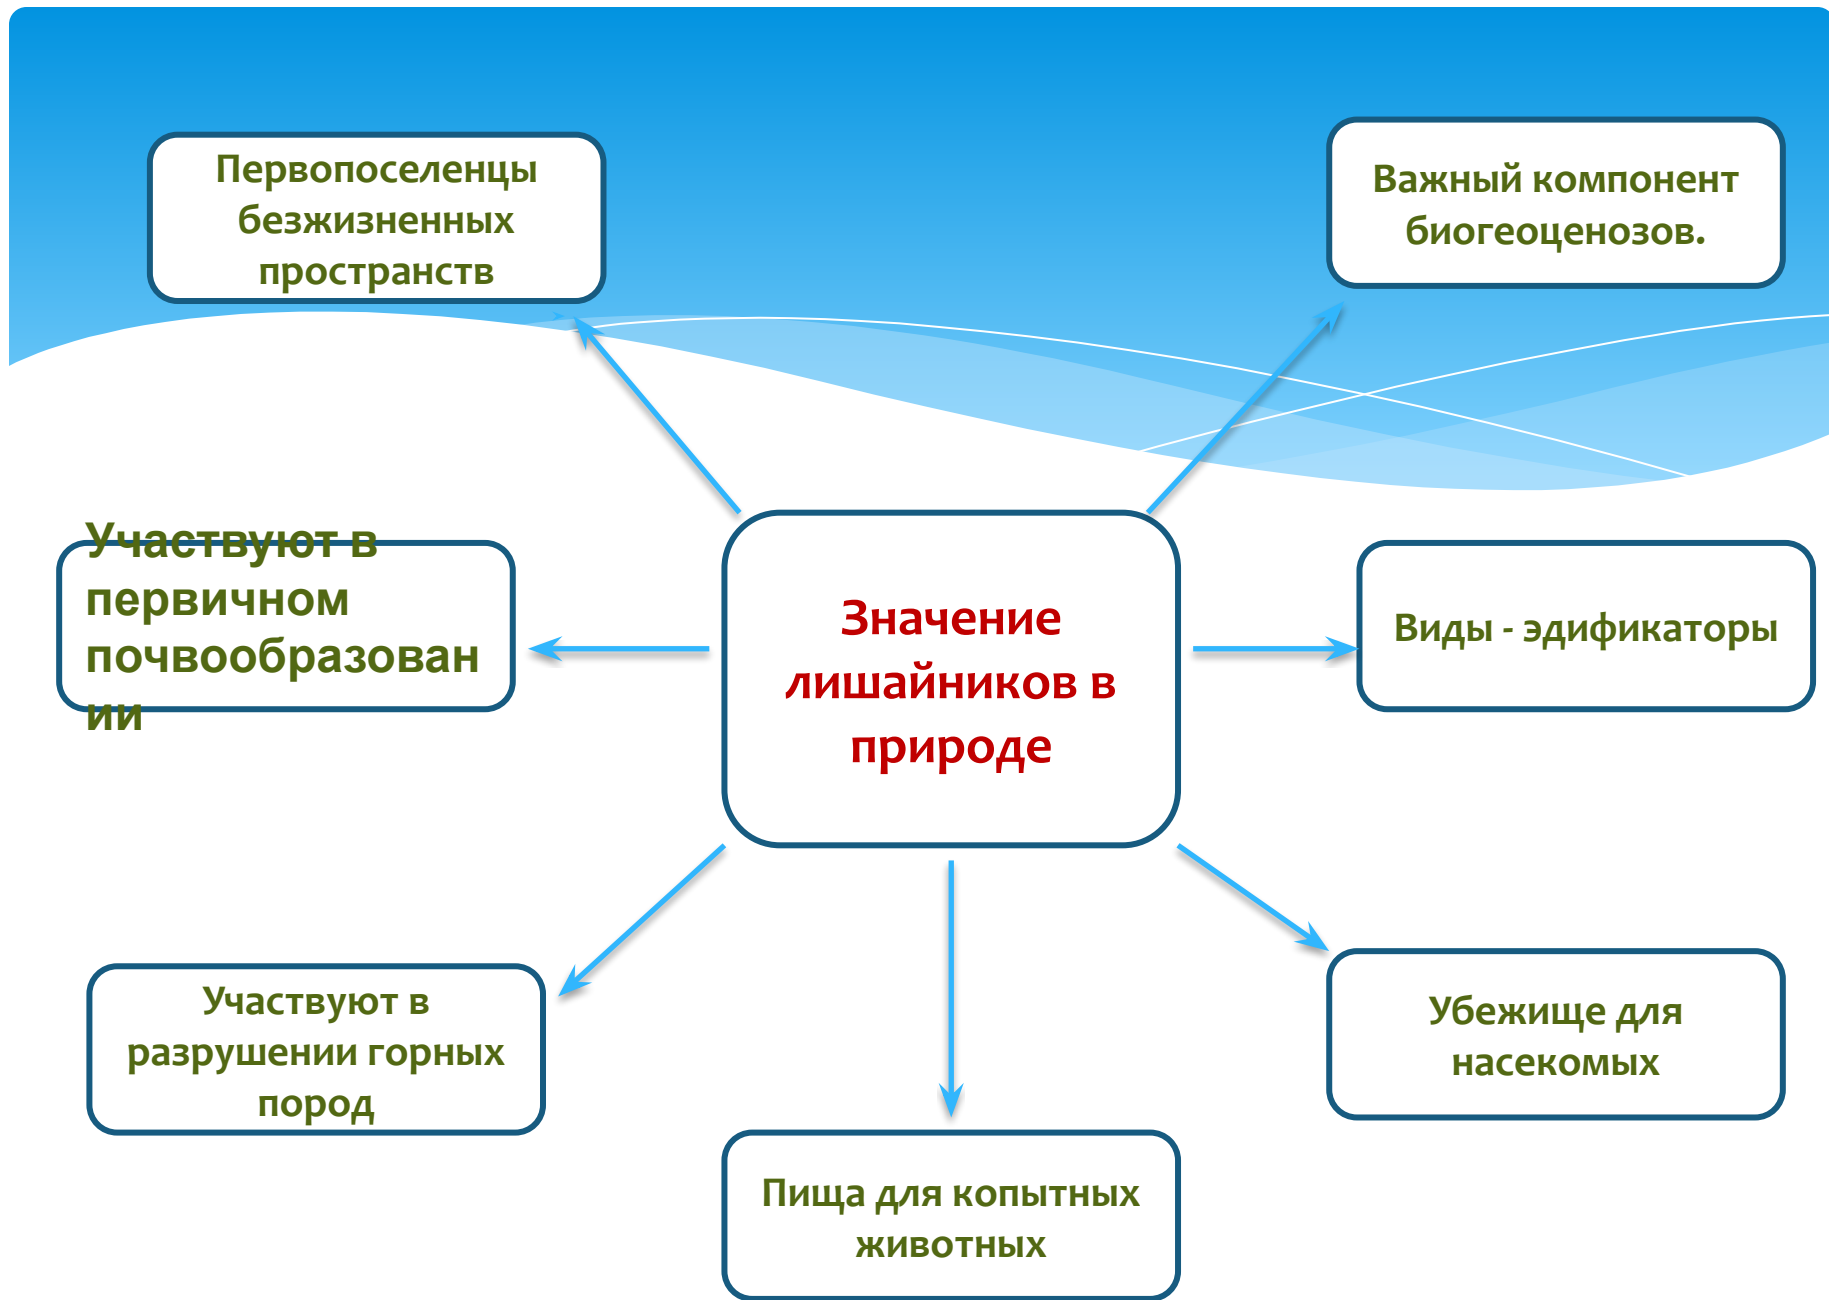 Первопоселенцы
безжизненных
пространств
Важный компонент
биогеоценозов.
Участвуют в
первичном
почвообразован
ии
Значение
лишайников в
природе
Виды - эдификаторы
Участвуют в
разрушении горных
пород
Убежище для
насекомых
Пища для копытных
животных